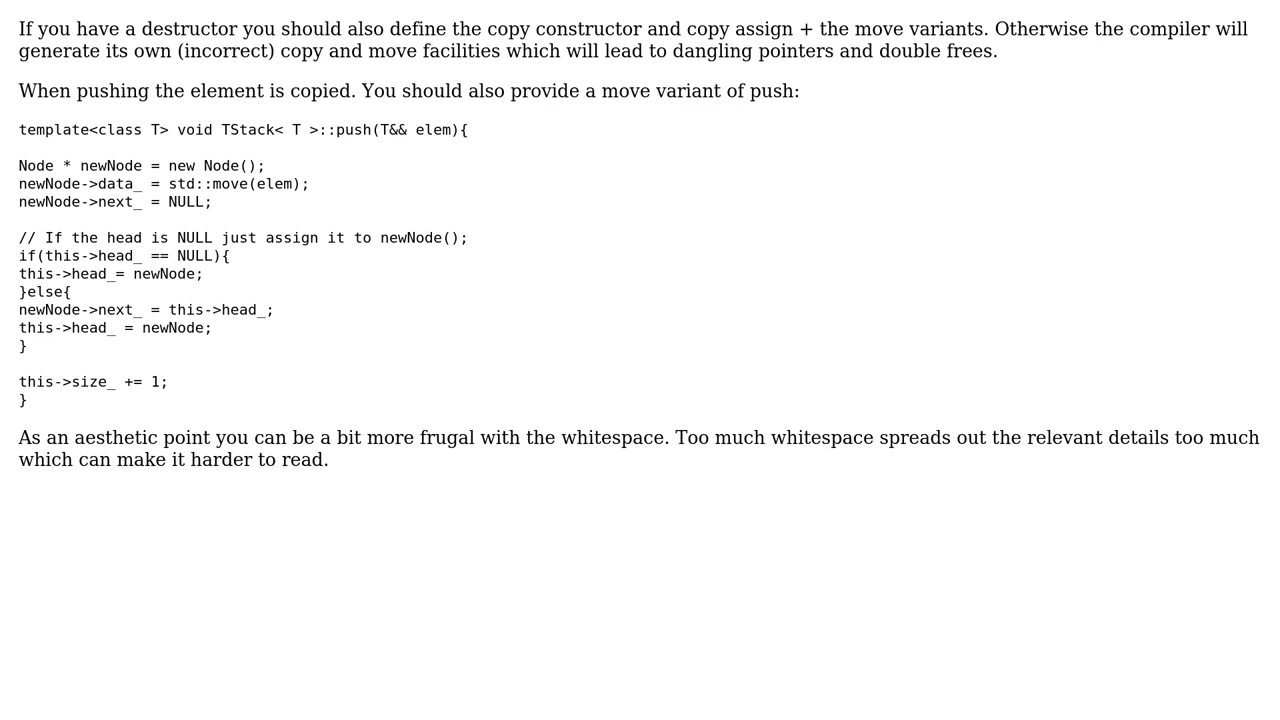 If you have a destructor you should also define the copy constructor and copy assign + the move variants. Otherwise the compiler will
generate its own (incorrect) copy and move facilities which will lead to dangling pointers and double frees.
When pushing the element is copied. You should also provide a move variant of push:
template<class T> void TStack< T >::push(T&& elem){
Node * newNode = new Node();
newNode->data_ = std::move(elem);
newNode->next_ = NULL;
// If the head is NULL just assign it to newNode();
if(this->head_ == NULL){
this->head_= newNode;
}else{
newNode->next_ = this->head_;
this->head_ = newNode;
}
this->size_ += 1;
}
As an aesthetic point you can be a bit more frugal with the whitespace. Too much whitespace spreads out the relevant details too much
which can make it harder to read.